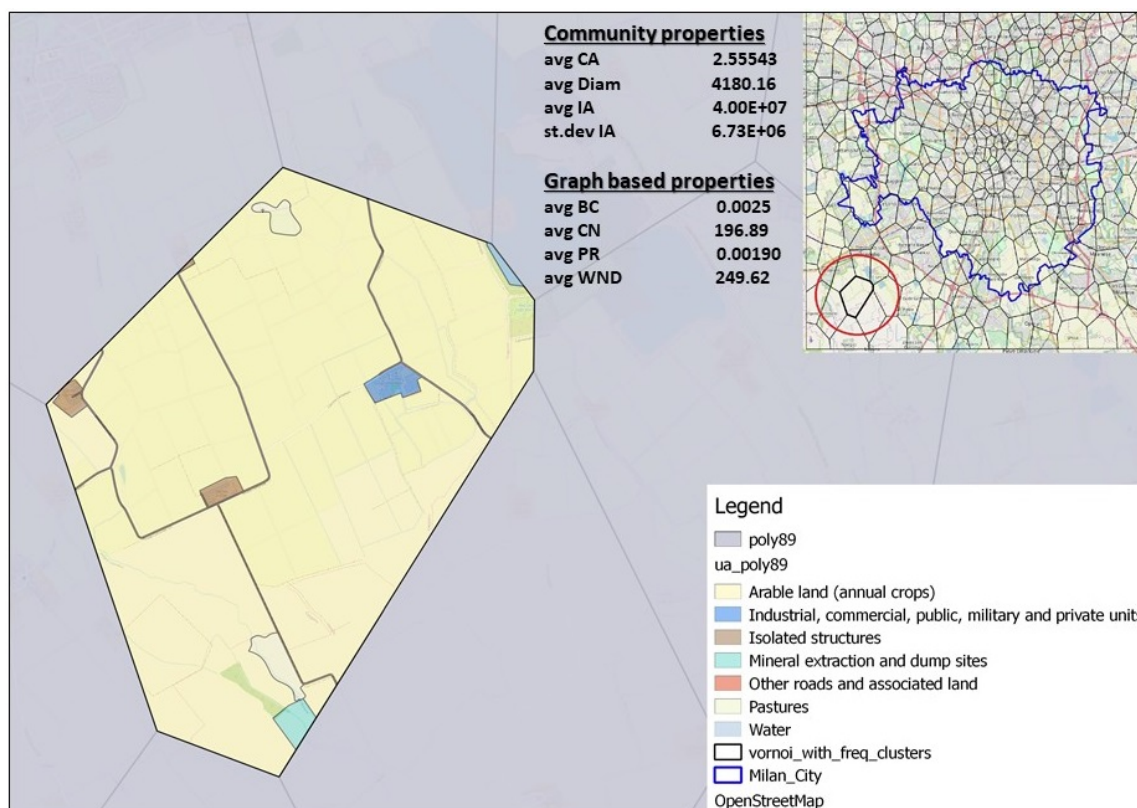 Community properties
avg CA 2.55543
avg Diam 4180.16
avg IA 4.00E+07
st.dev IA 6.73E+06
Graph based properties
avg BC 0.0025
avg CN 196.89
avg PR 0.00190
avg WND 249.62
Legend
poly89
ua_poly89
Arable land (annual crops)
Industrial, commercial, public, military and private units
Isolated structures
Mineral extraction and dump sites
Other roads and associated land
Pastures
Water
vornoi_with_freq_clusters
Milan_City
OpenStreetMap